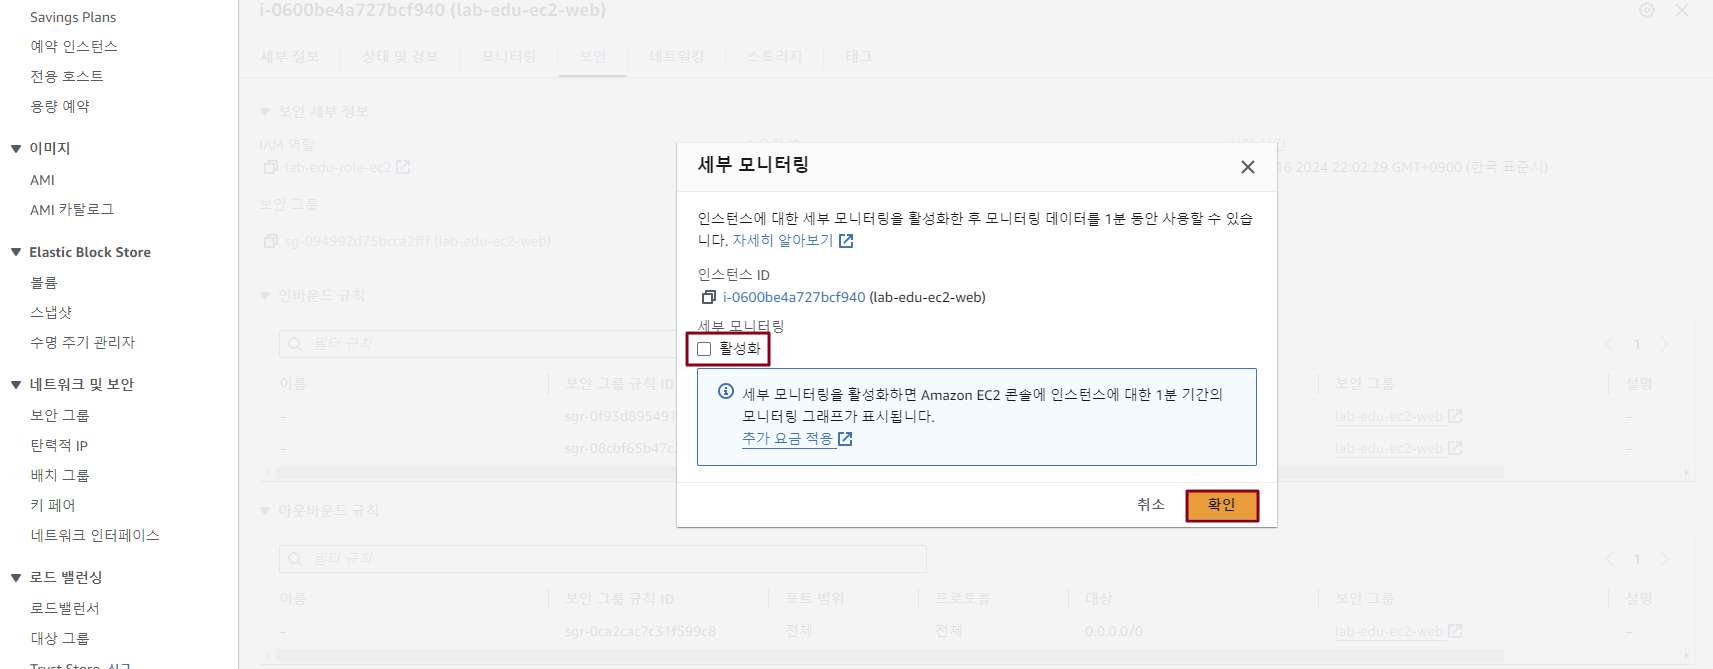 Savings Plans
예약 인스턴스
전용 호스트
용량 예약
이미지
AMI
AMI 카탈로그
Elastic Block Store
볼륨
스냅샷
수명 주기 관리자
네트워크 및 보안
보안 그룹
탄력적 IP
배치 그룹
키 페어
네트워크 인터페이스
로드 밸런싱
로드밸런서
대상 그룹
i-0600be4a727bcf940 (lab-edu-ec2-web)
세부 정보 상태 및 경보 모니터링 보안 네트워킹 스토리지 태그
보안 세부 정보
IAM 역할
lab-edu-role-ec2
16 2024 22:02:29 GMT+0900 (한국 표준시)
보안 그룹
sg-094992d75bcca2fff (lab-edu-ec2-web)
인바운드 규칙
필터 규칙
1
이름 보안 그룹 규칙 ID 보안 그룹 설명
– sgr-0f93d895491 lab-edu-ec2-web –
– sgr-08cbf65b47c lab-edu-ec2-web –
아웃바운드 규칙
필터 규칙
1
이름 보안 그룹 규칙 ID 포트 범위 프로토콜 대상 보안 그룹 설명
– sgr-0ca2cac7c31f599c8 전체 전체 0.0.0.0/0 lab-edu-ec2-web –
세부 모니터링
인스턴스에 대한 세부 모니터링을 활성화한 후 모니터링 데이터를 1분 동안 사용할 수 있습
니다. 자세히 알아보기
인스턴스 ID
i-0600be4a727bcf940 (lab-edu-ec2-web)
세부 모니터링
활성화
세부 모니터링을 활성화하면 Amazon EC2 콘솔에 인스턴스에 대한 1분 기간의
모니터링 그래프가 표시됩니다.
추가 요금 적용
취소 확인